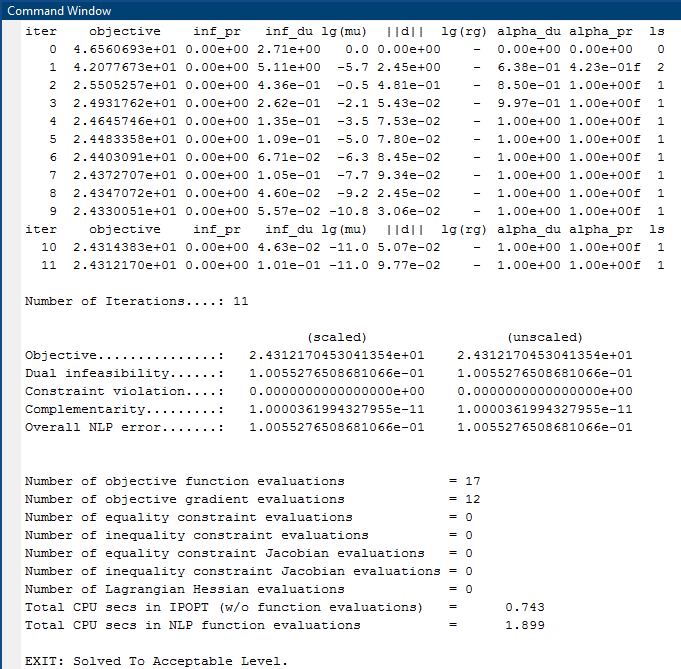 Command Window
iter    objective    inf_pr   inf_du lg(mu)  ||d||  lg(rg) alpha_du alpha_pr  ls
   0  4.6560693e+01 0.00e+00 2.71e+00   0.0 0.00e+00    -  0.00e+00 0.00e+00   0
   1  4.2077673e+01 0.00e+00 5.11e+00  -5.7 2.45e+00    -  6.38e-01 4.23e-01f  2
   2  2.5505257e+01 0.00e+00 4.36e-01  -0.5 4.81e-01    -  8.50e-01 1.00e+00f  1
   3  2.4931762e+01 0.00e+00 2.62e-01  -2.1 5.43e-02    -  9.97e-01 1.00e+00f  1
   4  2.4645746e+01 0.00e+00 1.35e-01  -3.5 7.53e-02    -  1.00e+00 1.00e+00f  1
   5  2.4483358e+01 0.00e+00 1.09e-01  -5.0 7.80e-02    -  1.00e+00 1.00e+00f  1
   6  2.4403091e+01 0.00e+00 6.71e-02  -6.3 8.45e-02    -  1.00e+00 1.00e+00f  1
   7  2.4372707e+01 0.00e+00 1.05e-01  -7.7 9.34e-02    -  1.00e+00 1.00e+00f  1
   8  2.4347072e+01 0.00e+00 4.60e-02  -9.2 2.45e-02    -  1.00e+00 1.00e+00f  1
   9  2.4330051e+01 0.00e+00 5.57e-02 -10.8 3.06e-02    -  1.00e+00 1.00e+00f  1
iter    objective    inf_pr   inf_du lg(mu)  ||d||  lg(rg) alpha_du alpha_pr  ls
  10  2.4314383e+01 0.00e+00 4.63e-02 -11.0 5.07e-02    -  1.00e+00 1.00e+00f  1
  11  2.4312170e+01 0.00e+00 1.01e-01 -11.0 9.77e-02    -  1.00e+00 1.00e+00f  1
Number of Iterations....: 11
                                   (scaled)                 (unscaled)
Objective...............:   2.4312170453041354e+01    2.4312170453041354e+01
Dual infeasibility......:   1.0055276508681066e-01    1.0055276508681066e-01
Constraint violation....:   0.0000000000000000e+00    0.0000000000000000e+00
Complementarity.........:   1.0000361994327955e-11    1.0000361994327955e-11
Overall NLP error.......:   1.0055276508681066e-01    1.0055276508681066e-01
Number of objective function evaluations             = 17
Number of objective gradient evaluations             = 12
Number of equality constraint evaluations            = 0
Number of inequality constraint evaluations          = 0
Number of equality constraint Jacobian evaluations   = 0
Number of inequality constraint Jacobian evaluations = 0
Number of Lagrangian Hessian evaluations             = 0
Total CPU secs in IPOPT (w/o function evaluations)   =      0.743
Total CPU secs in NLP function evaluations           =      1.899
EXIT: Solved To Acceptable Level.